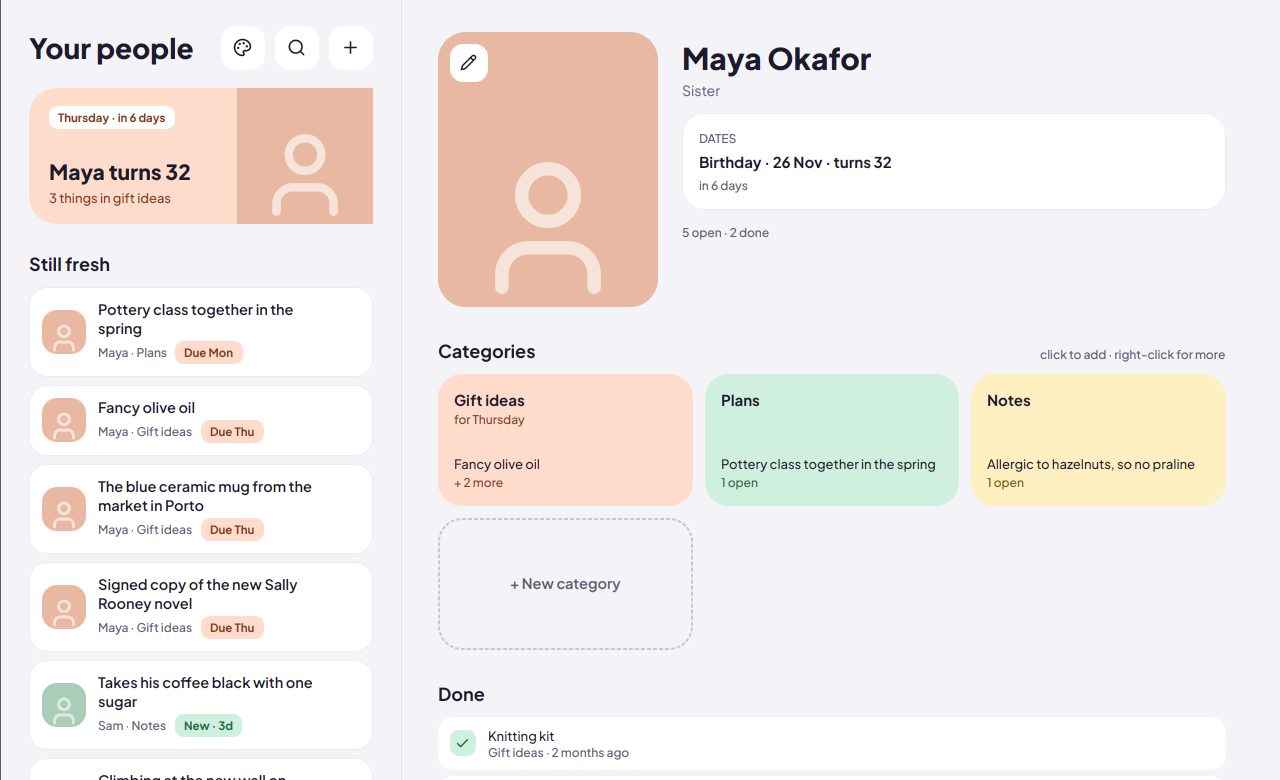 Your people
Thursday · in 6 days
Maya turns 32
3 things in gift ideas
Still fresh
Pottery class together in the
spring
Maya · Plans
Due Mon
Fancy olive oil
Maya · Gift ideas
Due Thu
The blue ceramic mug from the
market in Porto
Maya · Gift ideas
Due Thu
Signed copy of the new Sally
Rooney novel
Maya · Gift ideas
Due Thu
Takes his coffee black with one
sugar
Sam · Notes
New · 3d
Climbing at the new wall on
Maya Okafor
Sister
DATES
Birthday · 26 Nov · turns 32
in 6 days
5 open · 2 done
Categories
click to add · right-click for more
Gift ideas
for Thursday
Fancy olive oil
+ 2 more
Plans
Pottery class together in the spring
1 open
Notes
Allergic to hazelnuts, so no praline
1 open
+ New category
Done
Knitting kit
Gift ideas · 2 months ago